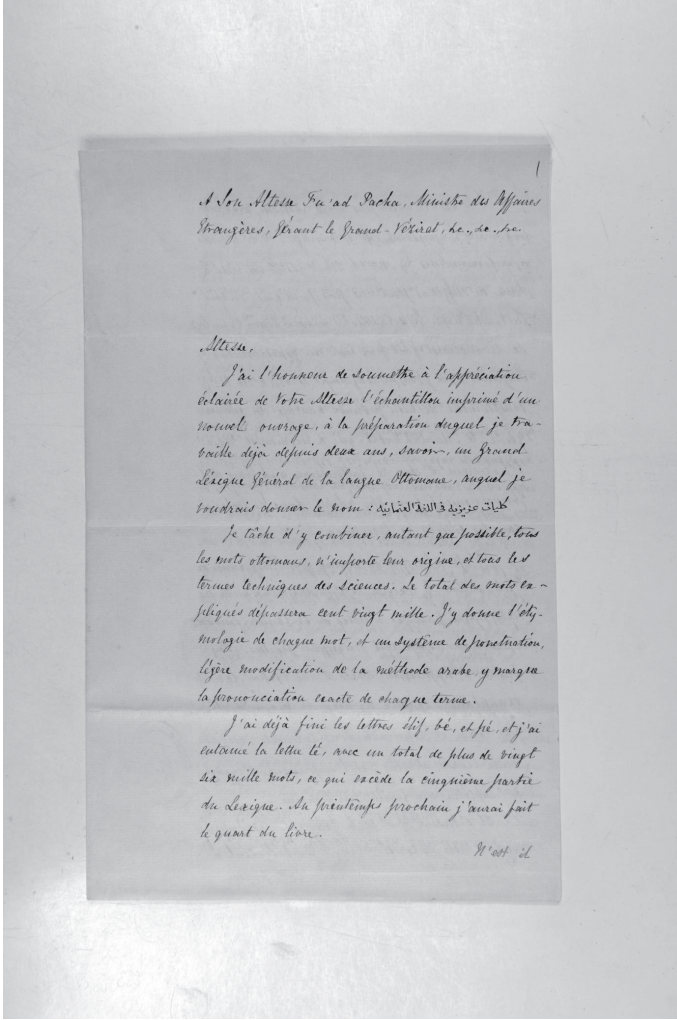 1
A Son Altesse Fu'ad Pacha, Ministre des Affaires
Etrangères, Gérant le Grand-Véziret, &c., &c., &c.
Altesse,
J'ai l'honneur de soumettre à l'appréciation
éclairée de Votre Altesse l'échantillon imprimé d'un
nouvel ouvrage, à la préparation duquel je tra-
vaille déjà depuis deux ans, savoir, un Grand
Léxique Général de la langue Ottomane, auquel je
voudrais donner le nom : كليات عزيزيه فى اللغة العثمانيه
Je tâche d'y combiner, autant que possible, tous
les mots ottomans, n'importe leur origine, et tous les
termes techniques des sciences. Le total des mots ex-
pliqués dépassera cent vingt mille. J'y donne l'éty-
mologie de chaque mot, et un système de ponctuation,
légère modification de la méthode arabe, y marque
la prononciation exacte de chaque terme.
J'ai déjà fini les lettres élif, bé, et pé, et j'ai
entamé la lettre té, avec un total de plus de vingt
six mille mots, ce qui excède la cinquième partie
du Lexique. Au printemps prochain j'aurai fait
le quart du livre.
N'est il